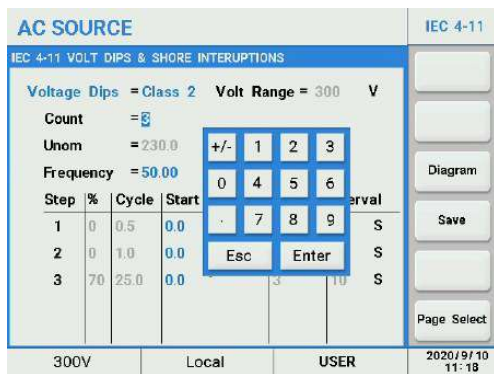 AC SOURCE
IEC 4-11
IEC 4-11 VOLT DIPS & SHORE INTERUPTIONS
Voltage Dips = Class 2 Volt Range = 300 V
Count = 3
Unom = 230.0
Frequency = 50.00
Step % Cycle Start erval
1 0 0.5 0.0 S
2 0 1.0 0.0 S
3 70 25.0 0.0 3 10 S
+/- 1 2 3
0 4 5 6
. 7 8 9
Esc Enter
Diagram
Save
Page Select
300V Local USER
2020/9/10
11:18